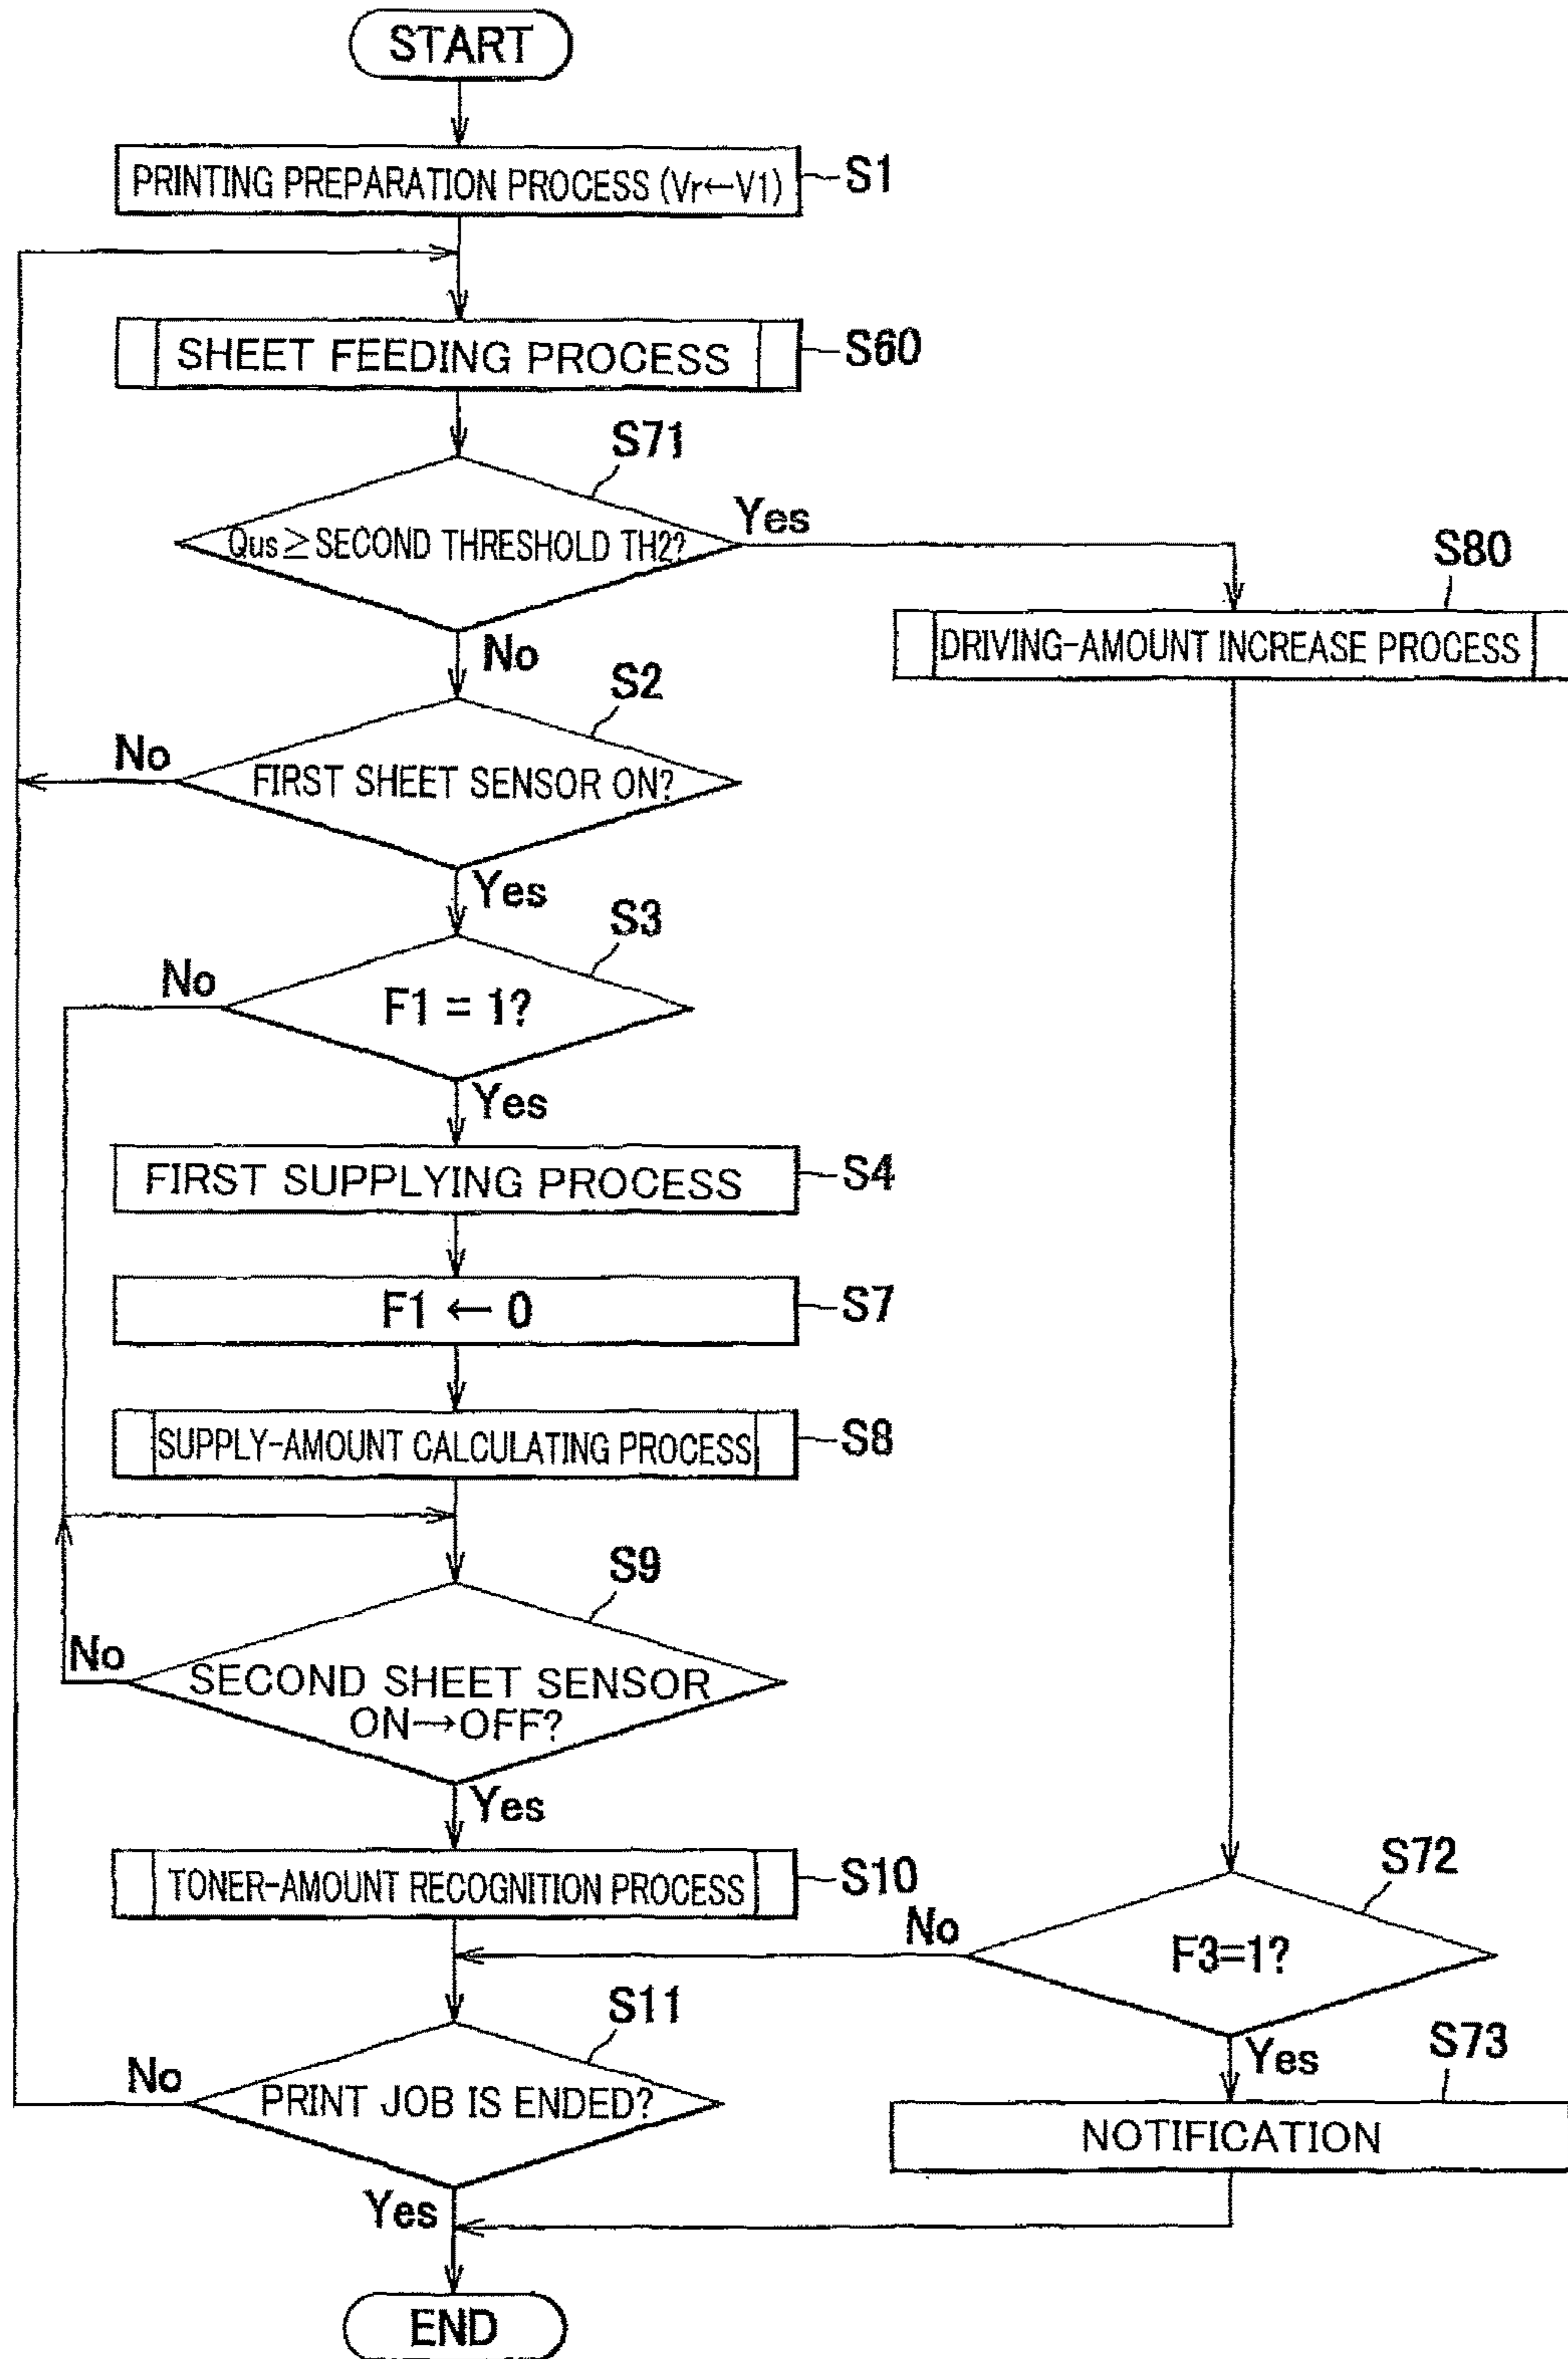 START
PRINTING PREPARATION PROCESS (Vr←V1)
S1
SHEET FEEDING PROCESS
S60
S71
Qus≥SECOND THRESHOLD TH2?
Yes
No
S80
DRIVING-AMOUNT INCREASE PROCESS
S2
FIRST SHEET SENSOR ON?
No
Yes
S3
F1 = 1?
No
Yes
FIRST SUPPLYING PROCESS
S4
F1 ← 0
S7
SUPPLY-AMOUNT CALCULATING PROCESS
S8
S9
SECOND SHEET SENSOR
ON→OFF?
No
Yes
TONER-AMOUNT RECOGNITION PROCESS
S10
S72
F3=1?
No
Yes
S11
PRINT JOB IS ENDED?
No
Yes
S73
NOTIFICATION
END